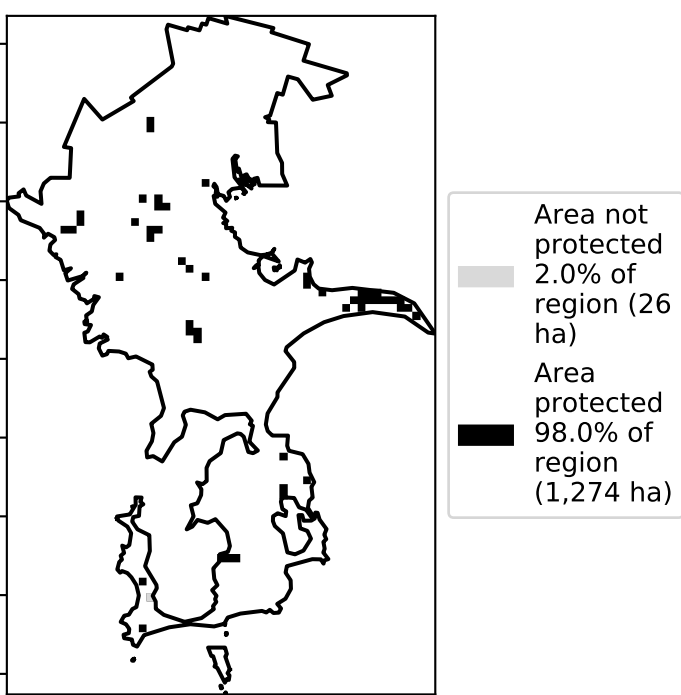 Area not
protected
2.0% of
region (26
ha)
Area
protected
98.0% of
region
(1,274 ha)